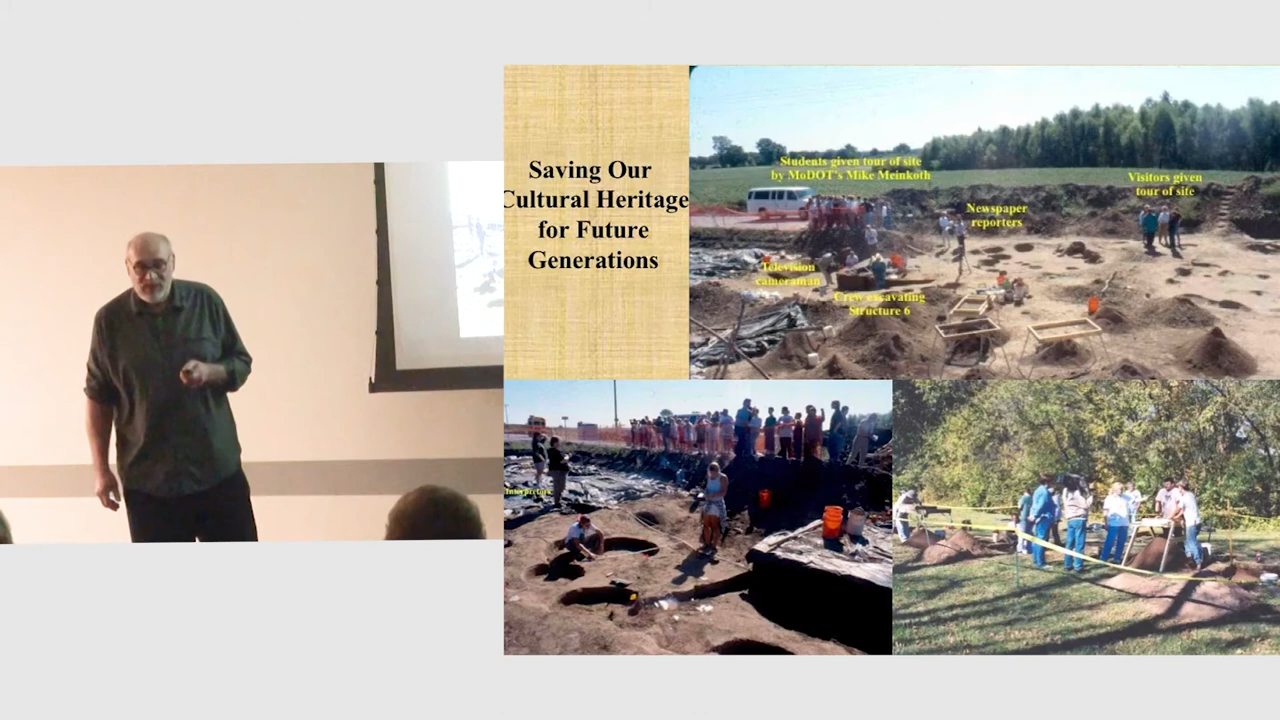 Saving Our
Cultural Heritage
for Future
Generations
Students given tour of site
by MoDOT's Mike Meinkoth
Visitors given
tour of site
Newspaper
reporters
Television
cameraman
Crew excavating
Structure 6
Interpretors